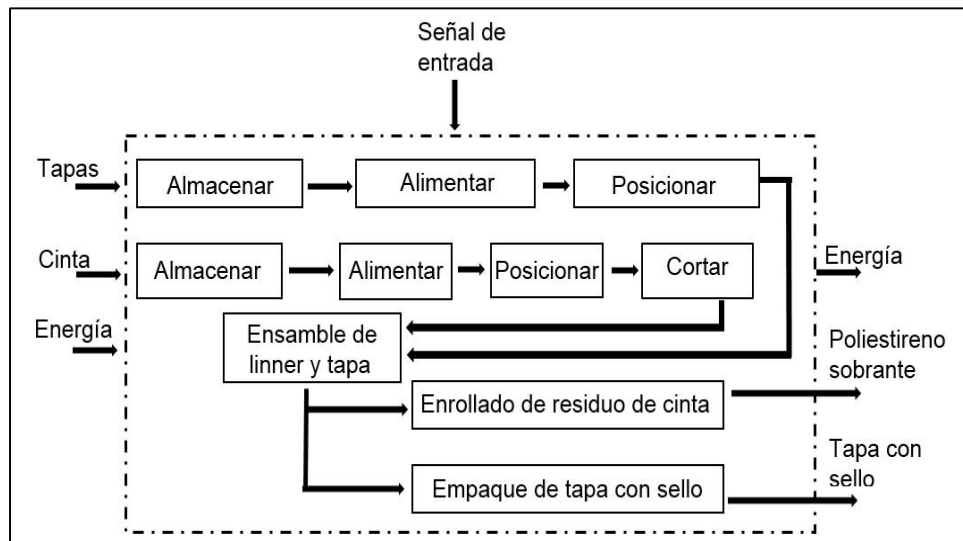 Señal de
entrada
Tapas
Almacenar
Alimentar
Posicionar
Cinta
Almacenar
Alimentar
Posicionar
Cortar
Energía
Energía
Ensamble de
linner y tapa
Poliestireno
sobrante
Enrollado de residuo de cinta
Tapa con
sello
Empaque de tapa con sello